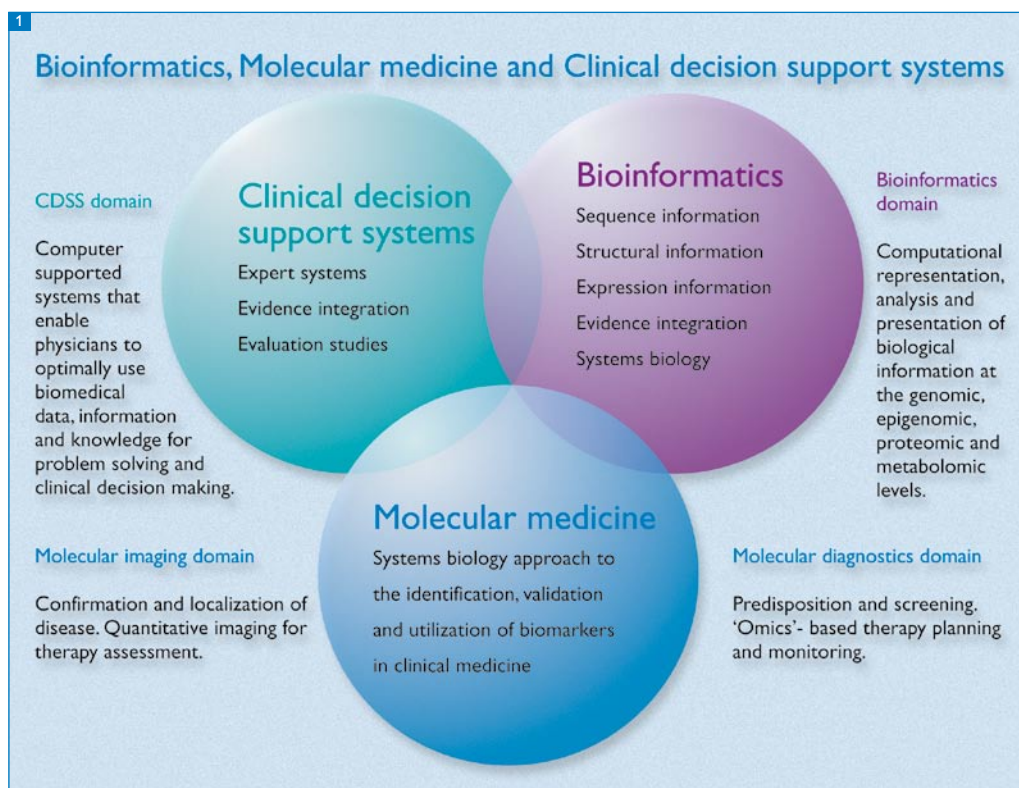 1
Bioinformatics, Molecular medicine and Clinical decision support systems
CDSS domain
Computer
supported
systems that
enable
physicians to
optimally use
biomedical
data, information
and knowledge for
problem solving and
clinical decision making.
Clinical decision
support systems
Expert systems
Evidence integration
Evaluation studies
Bioinformatics
Sequence information
Structural information
Expression information
Evidence integration
Systems biology
Bioinformatics
domain
Computational
representation,
analysis and
presentation of
biological
information at
the genomic,
epigenomic,
proteomic and
metabolomic
levels.
Molecular imaging domain
Confirmation and localization of
disease. Quantitative imaging for
therapy assessment.
Molecular medicine
Systems biology approach to
the identification, validation
and utilization of biomarkers
in clinical medicine
Molecular diagnostics domain
Predisposition and screening.
‘Omics’- based therapy planning
and monitoring.